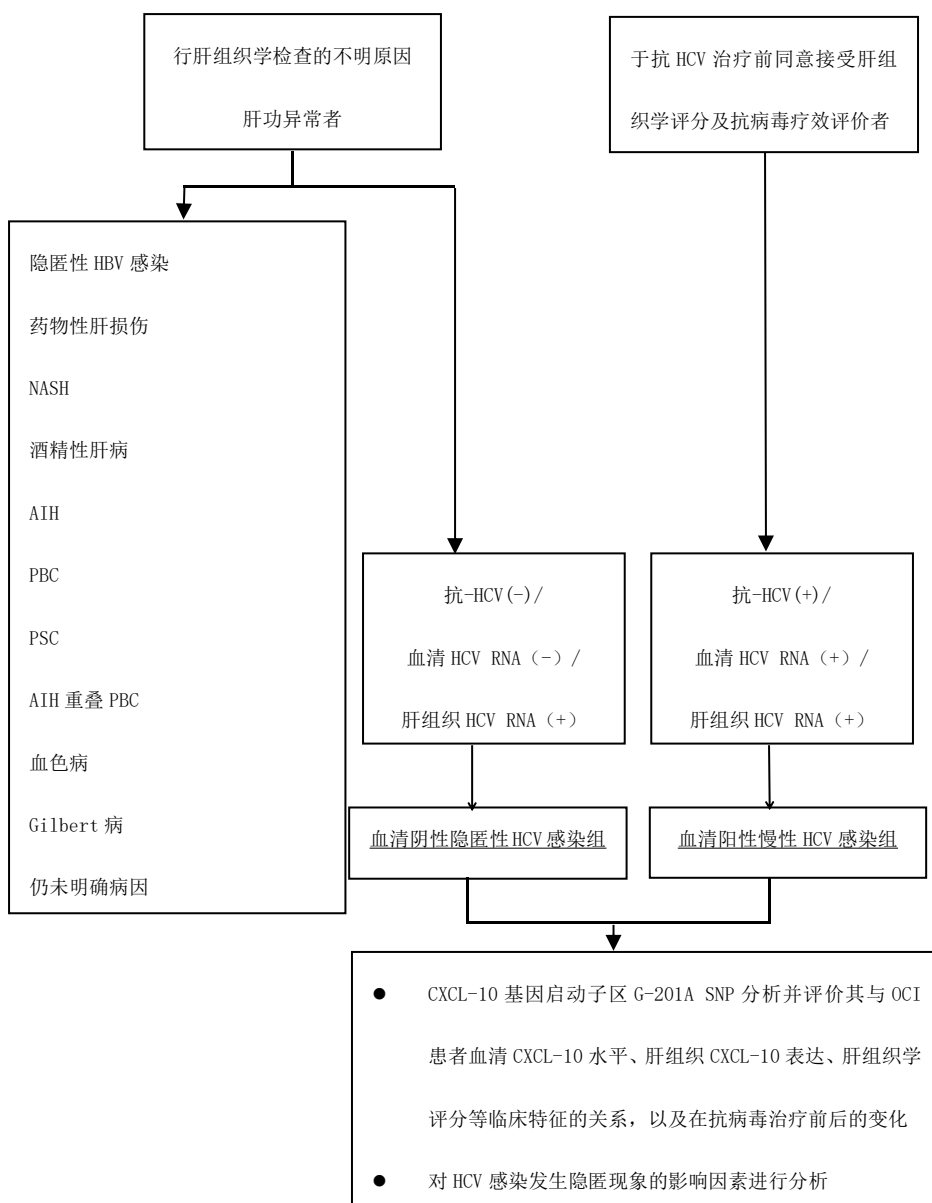 行肝组织学检查的不明原因
肝功异常者
于抗 HCV 治疗前同意接受肝组
织学评分及抗病毒疗效评价者
隐匿性 HBV 感染
药物性肝损伤
NASH
酒精性肝病
AIH
PBC
PSC
AIH 重叠 PBC
血色病
Gilbert 病
仍未明确病因
抗-HCV(-)/
血清 HCV RNA（-）/
肝组织 HCV RNA（+）
抗-HCV(+)/
血清 HCV RNA（+）/
肝组织 HCV RNA（+）
血清阴性隐匿性 HCV 感染组
血清阳性慢性 HCV 感染组
● CXCL-10 基因启动子区 G-201A SNP 分析并评价其与 OCI
患者血清 CXCL-10 水平、肝组织 CXCL-10 表达、肝组织学
评分等临床特征的关系，以及在抗病毒治疗前后的变化
● 对 HCV 感染发生隐匿现象的影响因素进行分析